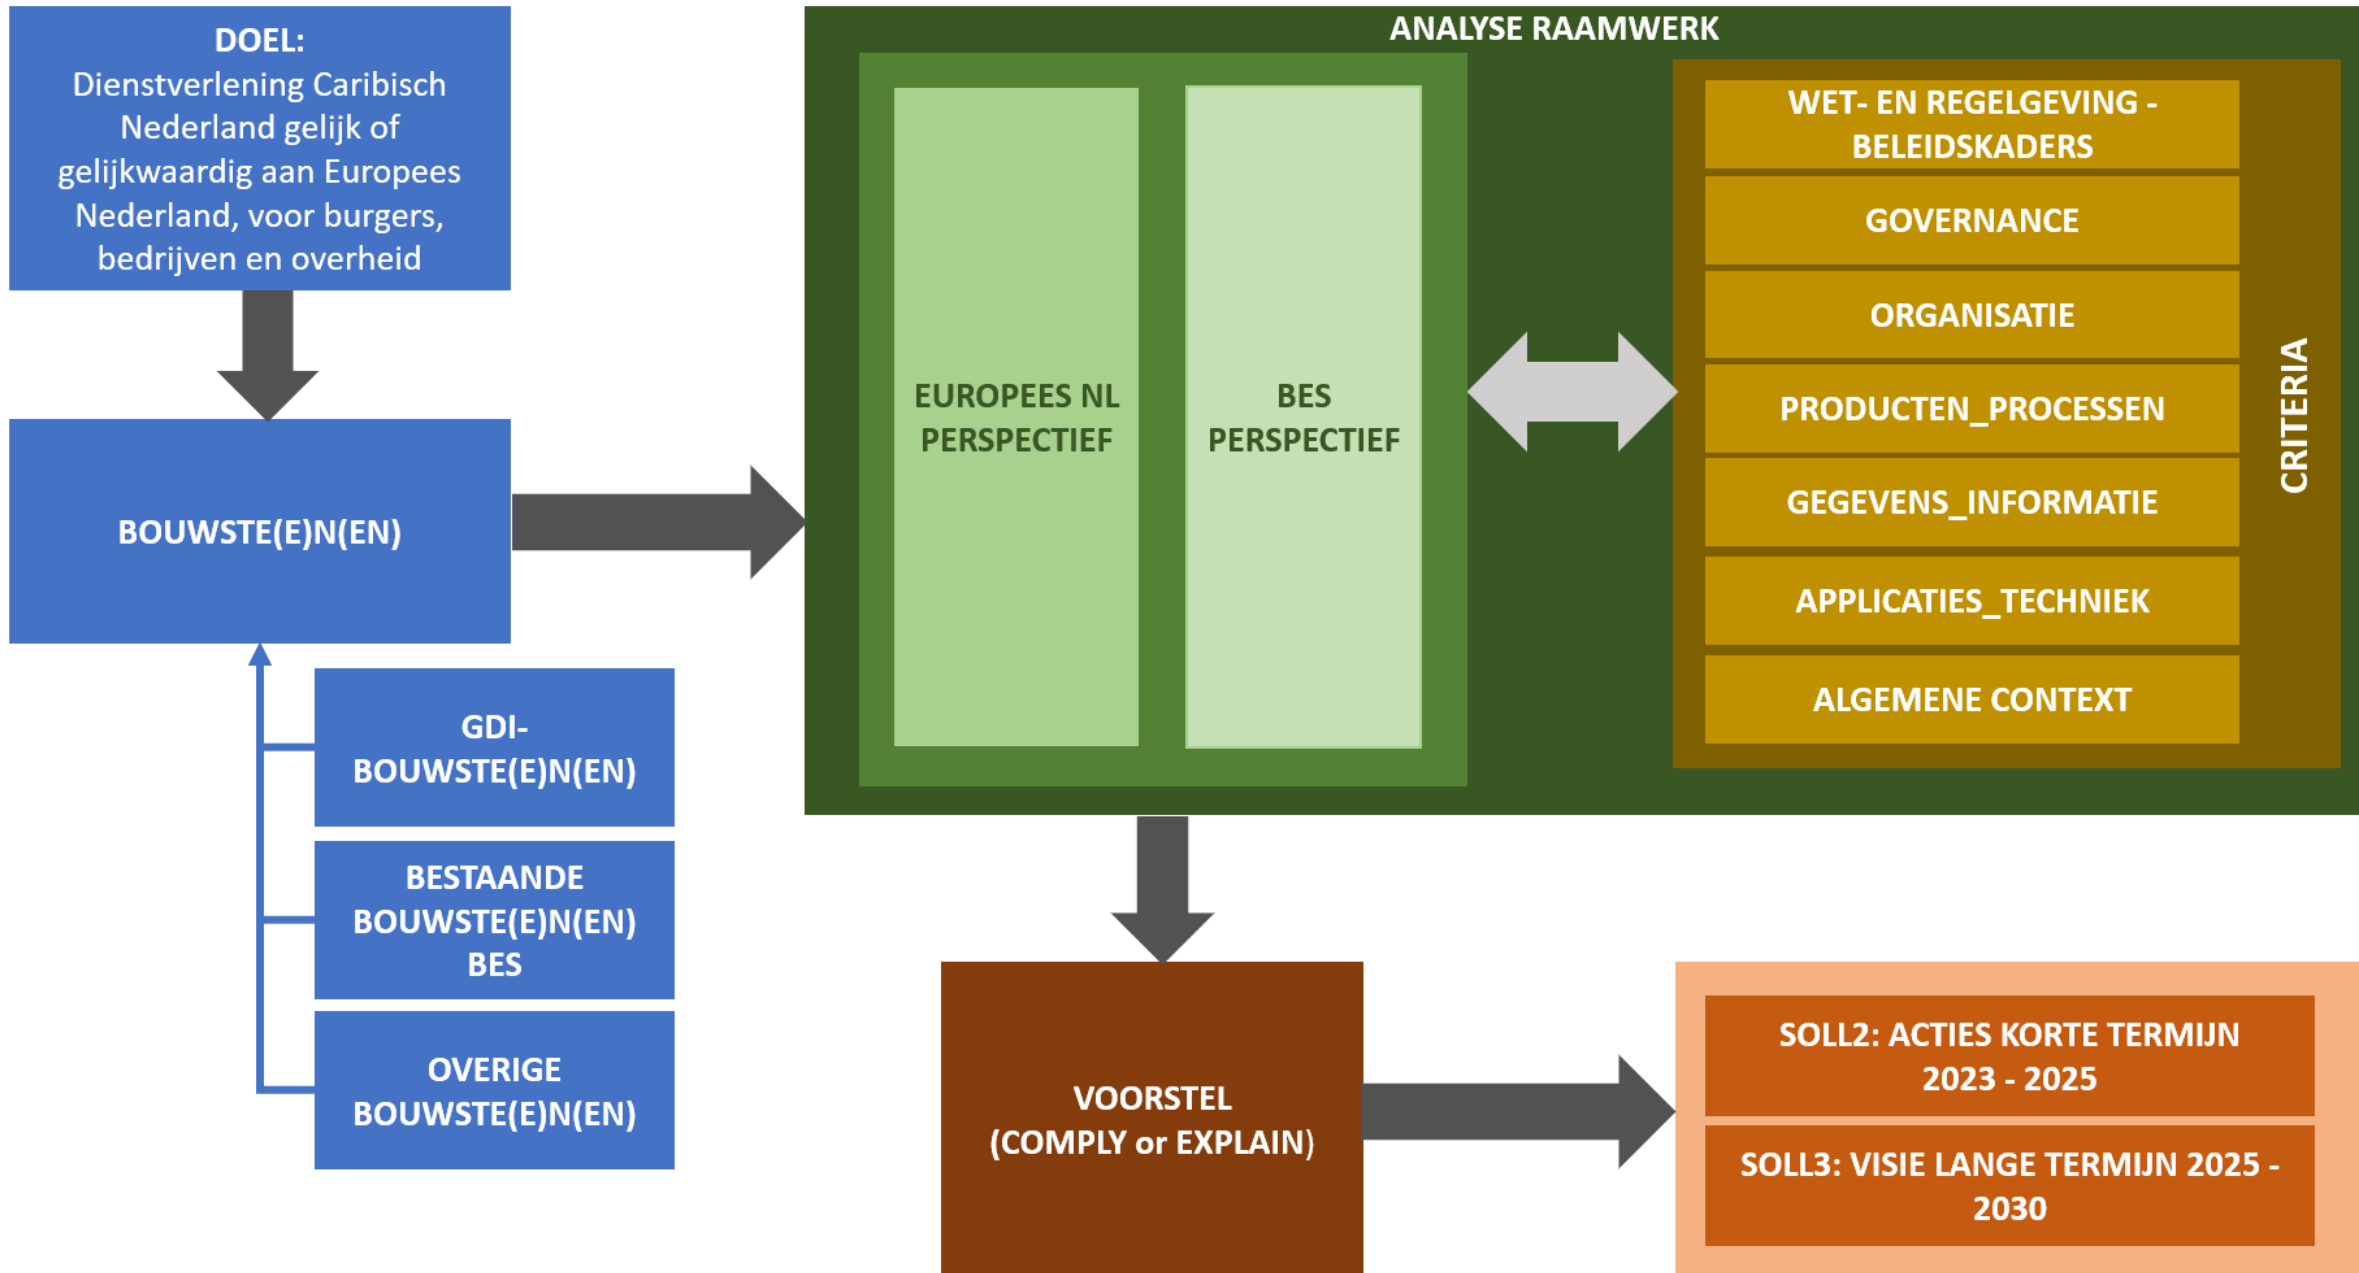 DOEL:
Dienstverlening Caribisch
Nederland gelijk of
gelijkwaardig aan Europees
Nederland, voor burgers,
bedrijven en overheid
BOUWSTE(E)N(EN)
GDI-
BOUWSTE(E)N(EN)
BESTAANDE
BOUWSTE(E)N(EN)
BES
OVERIGE
BOUWSTE(E)N(EN)
ANALYSE RAAMWERK
EUROPEES NL
PERSPECTIEF
BES
PERSPECTIEF
WET- EN REGELGEVING -
BELEIDSKADERS
GOVERNANCE
ORGANISATIE
PRODUCTEN_PROCESSEN
GEGEVENS_INFORMATIE
APPLICATIES_TECHNIEK
ALGEMENE CONTEXT
CRITERIA
VOORSTEL
(COMPLY or EXPLAIN)
SOLL2: ACTIES KORTE TERMIJN
2023 - 2025
SOLL3: VISIE LANGE TERMIJN 2025 -
2030